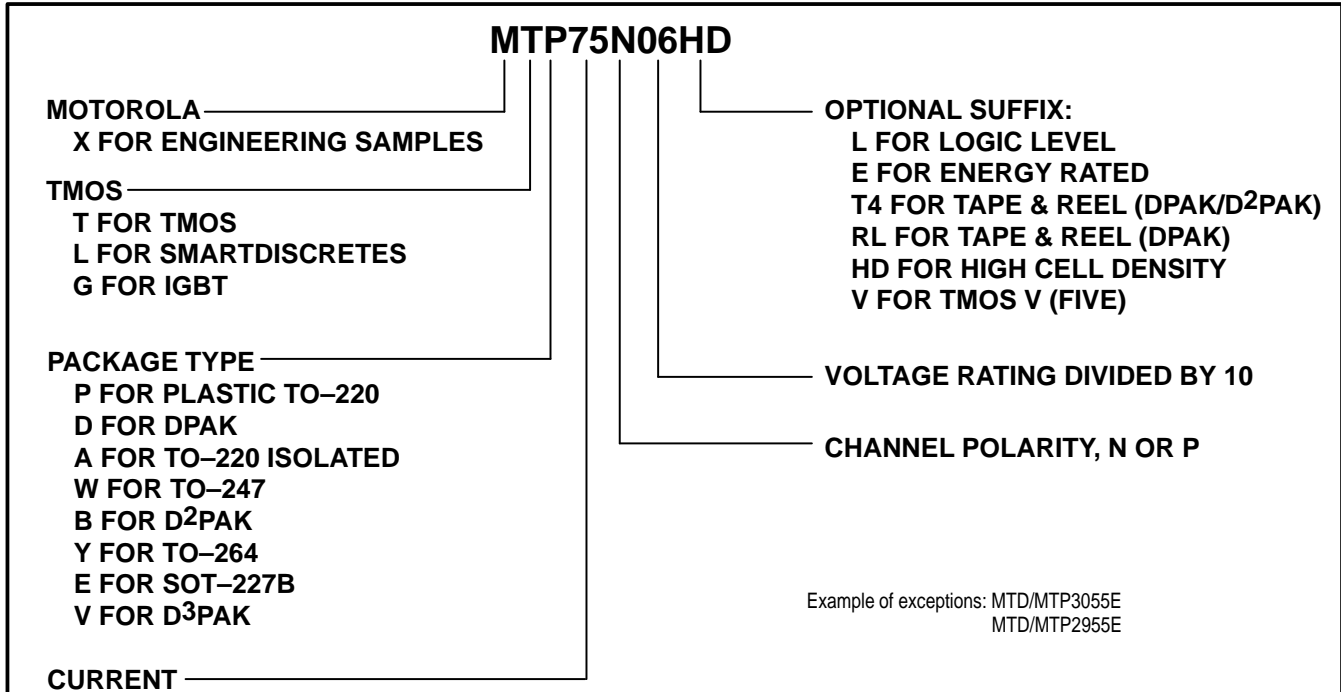 MTP75N06HD
MOTOROLA
X FOR ENGINEERING SAMPLES
TMOS
T FOR TMOS
L FOR SMARTDISCRETES
G FOR IGBT
PACKAGE TYPE
P FOR PLASTIC TO–220
D FOR DPAK
A FOR TO–220 ISOLATED
W FOR TO–247
B FOR D2PAK
Y FOR TO–264
E FOR SOT–227B
V FOR D3PAK
CURRENT
OPTIONAL SUFFIX:
L FOR LOGIC LEVEL
E FOR ENERGY RATED
T4 FOR TAPE & REEL (DPAK/D2PAK)
RL FOR TAPE & REEL (DPAK)
HD FOR HIGH CELL DENSITY
V FOR TMOS V (FIVE)
VOLTAGE RATING DIVIDED BY 10
CHANNEL POLARITY, N OR P
Example of exceptions: MTD/MTP3055E
MTD/MTP2955E